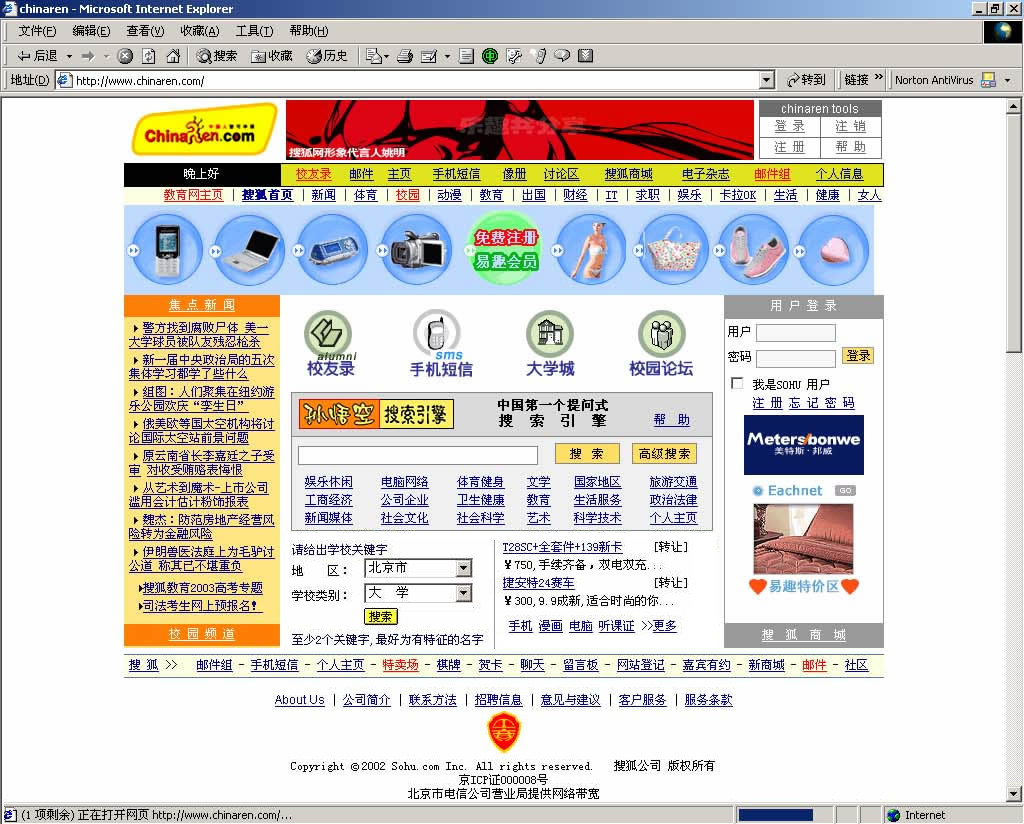 chinaren - Microsoft Internet Explorer
文件(F) 编辑(E) 查看(V) 收藏(A) 工具(T) 帮助(H)
后退 搜索 收藏 历史
地址(D) http://www.chinaren.com/ 转到 链接 » Norton AntiVirus
ChinaRen.com
乐趣共分享
搜狐网形象代言人姚明
chinaren tools
登 录 注 销
注 册 帮 助
晚上好 校友录 邮件 主页 手机短信 像册 讨论区 搜狐商城 电子杂志 邮件组 个人信息
教育网主页 | 搜狐首页 | 新闻 | 体育 | 校园 | 动漫 | 教育 | 出国 | 财经 | IT | 求职 | 娱乐 | 卡拉OK | 生活 | 健康 | 女人
免费注册
易趣会员
焦 点 新 闻
警方找到腐败尸体 美一
大学球员被队友残忍枪杀
新一届中央政治局的五次
集体学习都学了些什么
组图：人们聚集在纽约游
乐公园欢庆“孪生日”
俄美欧等国太空机构将讨
论国际太空站前景问题
原云南省长李嘉廷之子受
审 对收受贿赂表悔恨
从艺术到魔术-上市公司
滥用会计估计粉饰报表
魏杰：防范房地产经营风
险转为金融风险
伊朗兽医法庭上为毛驴讨
公道 称其已不堪重负
搜狐教育2003高考专题
司法考生网上预报名！
校 园 频 道
alumni
校友录
sms
手机短信
大学城
校园论坛
孙悟空 搜索引擎
中国第一个提问式
搜 索 引 擎
帮 助
搜 索 高级搜索
娱乐休闲 电脑网络 体育健身 文学 国家地区 旅游交通
工商经济 公司企业 卫生健康 教育 生活服务 政治法律
新闻媒体 社会文化 社会科学 艺术 科学技术 个人主页
请给出学校关键字
地 区： 北京市
学校类别： 大 学
搜索
至少2个关键字,最好为有特征的名字
T28SC+全套件+139新卡 [转让]
￥750,手续齐备，双电双充...
捷安特24赛车 [转让]
￥300,9.9成新,适合时尚的你...
手机 漫画 电脑 听课证 >>更多
用 户 登 录
用户
密码 登录
我是SOHU 用户
注 册 忘 记 密 码
Meters/bonwe
美特斯·邦威
Eachnet GO
易趣特价区
搜 狐 商 城
搜 狐 >> 邮件组 - 手机短信 - 个人主页 - 特卖场 - 棋牌 - 贺卡 - 聊天 - 留言板 - 网站登记 - 嘉宾有约 - 新商城 - 邮件 - 社区
About Us | 公司简介 | 联系方法 | 招聘信息 | 意见与建议 | 客户服务 | 服务条款
Copyright ©2002 Sohu.com Inc. All rights reserved. 搜狐公司 版权所有
京ICP证000008号
北京市电信公司营业局提供网络带宽
(1 项剩余) 正在打开网页 http://www.chinaren.com/... Internet